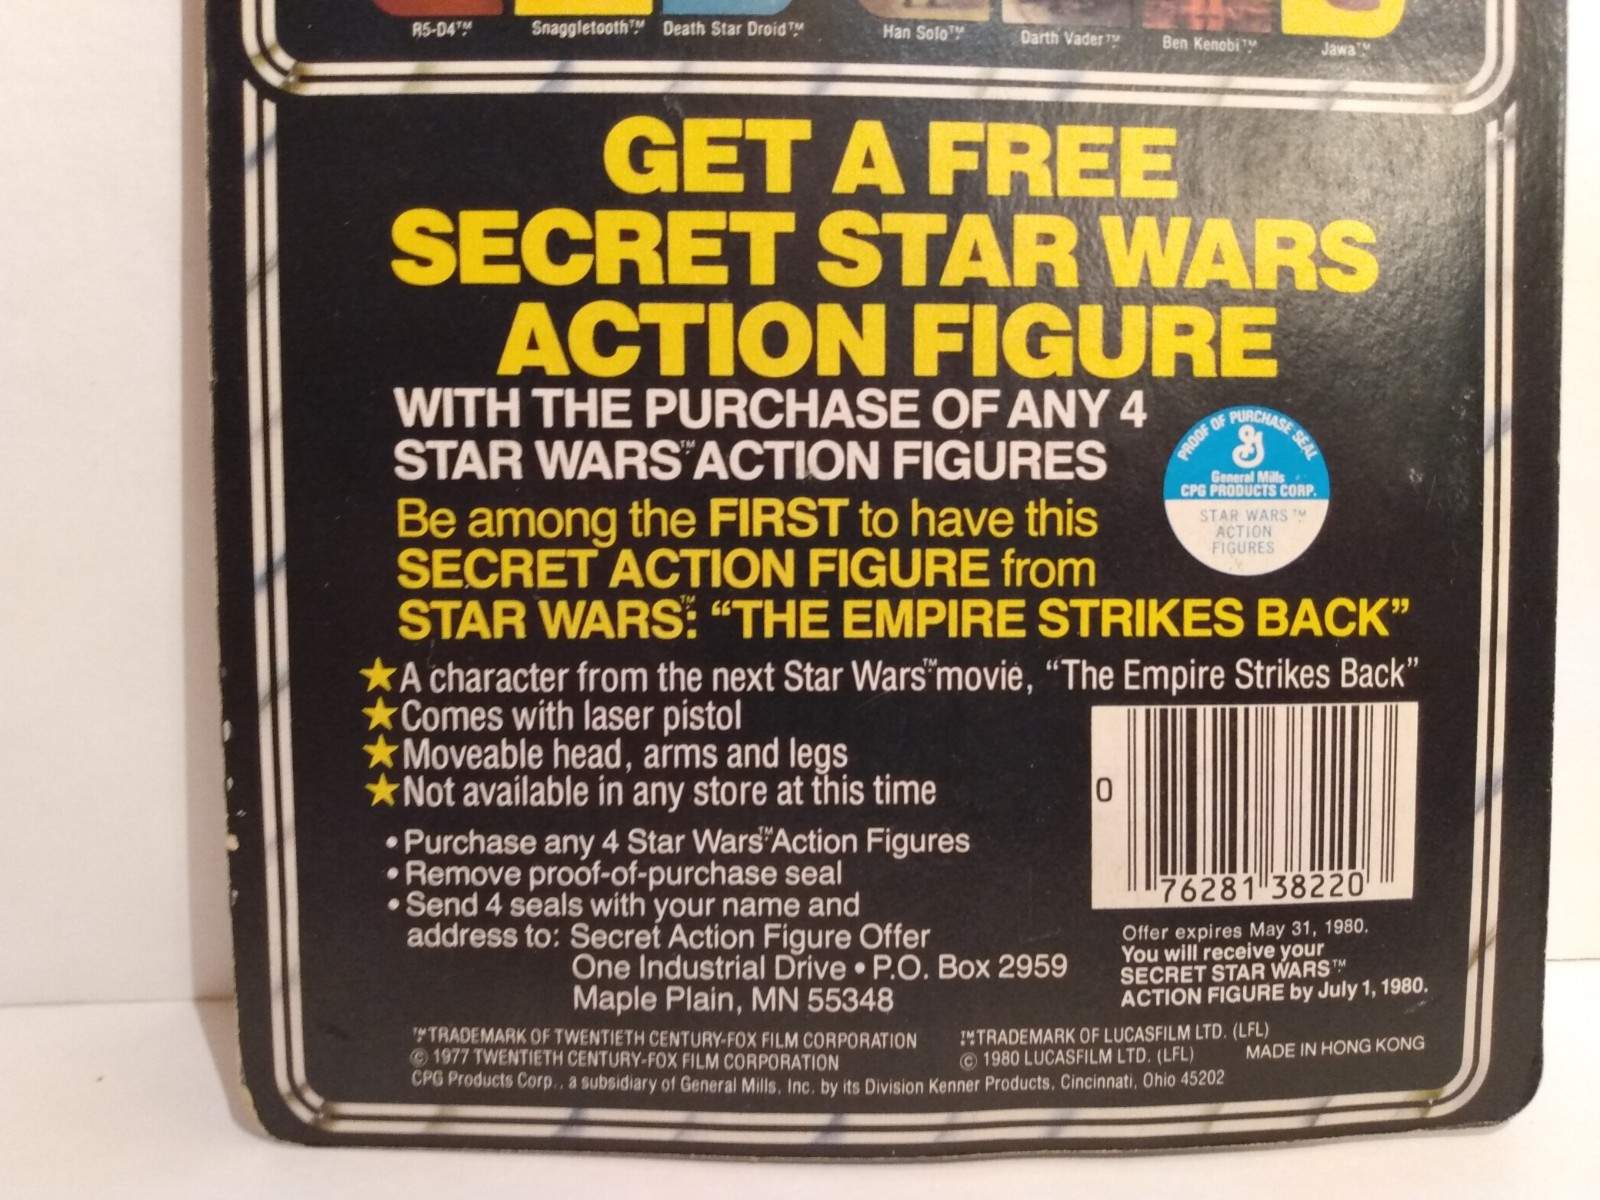 R5-D4™
Snaggletooth™
Death Star Droid™
Han Solo™
Darth Vader™
Ben Kenobi™
Jawa™
GET A FREE
SECRET STAR WARS
ACTION FIGURE
WITH THE PURCHASE OF ANY 4
STAR WARS™ ACTION FIGURES
PROOF OF PURCHASE SEAL
General Mills
CPG PRODUCTS CORP.
STAR WARS™
ACTION
FIGURES
Be among the FIRST to have this
SECRET ACTION FIGURE from
STAR WARS™: “THE EMPIRE STRIKES BACK”
★ A character from the next Star Wars™ movie, “The Empire Strikes Back”
★ Comes with laser pistol
★ Moveable head, arms and legs
★ Not available in any store at this time
• Purchase any 4 Star Wars™ Action Figures
• Remove proof-of-purchase seal
• Send 4 seals with your name and
address to: Secret Action Figure Offer
One Industrial Drive • P.O. Box 2959
Maple Plain, MN 55348
0 76281 38220
Offer expires May 31, 1980.
You will receive your
SECRET STAR WARS™
ACTION FIGURE by July 1, 1980.
™TRADEMARK OF TWENTIETH CENTURY-FOX FILM CORPORATION
© 1977 TWENTIETH CENTURY-FOX FILM CORPORATION
™TRADEMARK OF LUCASFILM LTD. (LFL)
© 1980 LUCASFILM LTD. (LFL)
MADE IN HONG KONG
CPG Products Corp., a subsidiary of General Mills, Inc. by its Division Kenner Products, Cincinnati, Ohio 45202